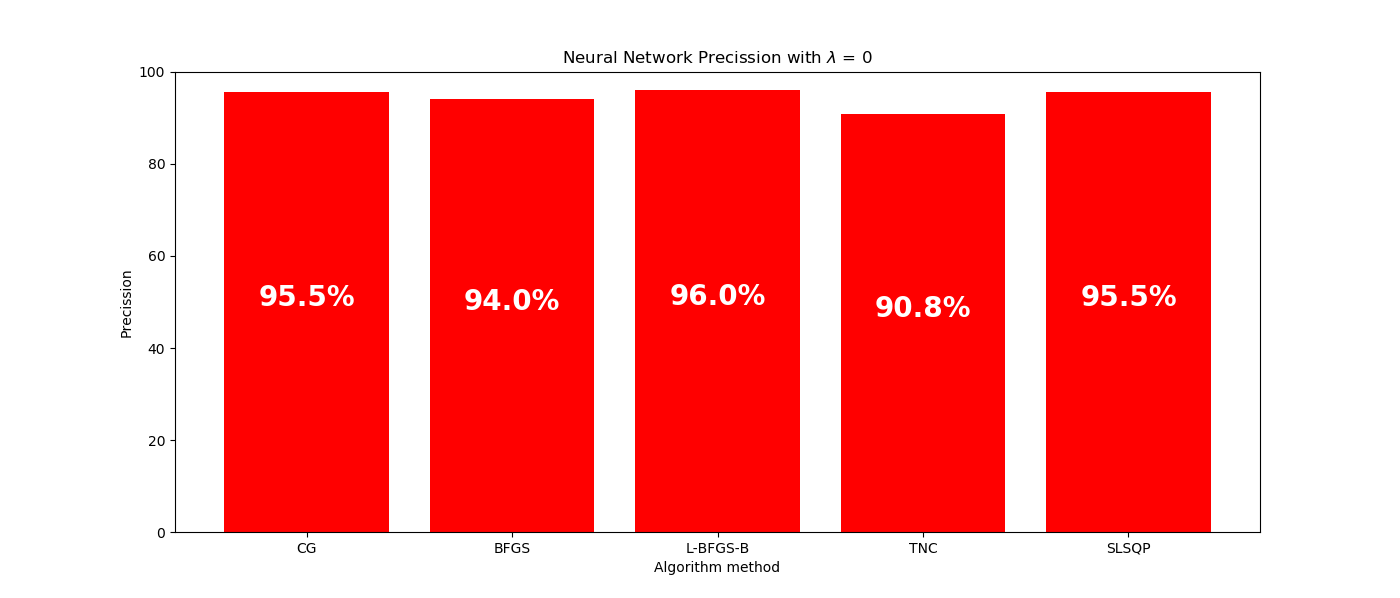 Neural Network Precission with λ = 0
100
80
60
40
20
0
Precission
95.5%
94.0%
96.0%
90.8%
95.5%
CG
BFGS
L-BFGS-B
TNC
SLSQP
Algorithm method